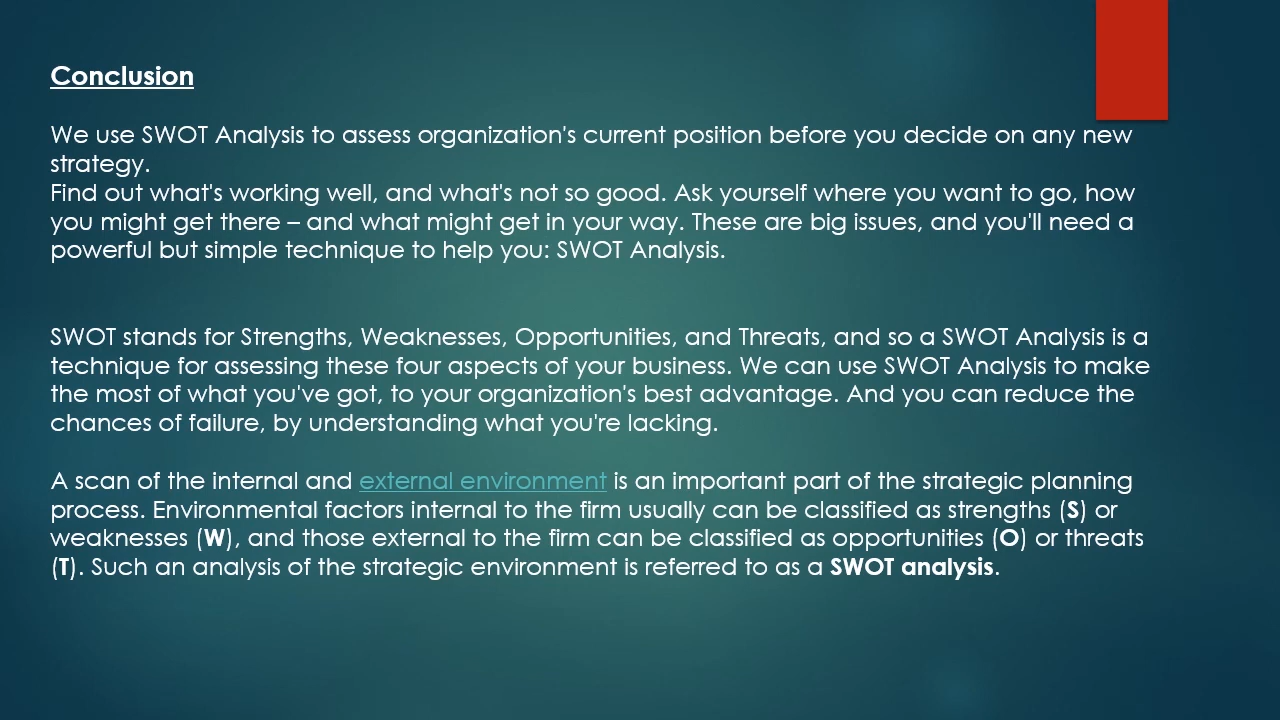 Conclusion
We use SWOT Analysis to assess organization's current position before you decide on any new
strategy.
Find out what's working well, and what's not so good. Ask yourself where you want to go, how
you might get there – and what might get in your way. These are big issues, and you'll need a
powerful but simple technique to help you: SWOT Analysis.
SWOT stands for Strengths, Weaknesses, Opportunities, and Threats, and so a SWOT Analysis is a
technique for assessing these four aspects of your business. We can use SWOT Analysis to make
the most of what you've got, to your organization's best advantage. And you can reduce the
chances of failure, by understanding what you're lacking.
A scan of the internal and external environment is an important part of the strategic planning
process. Environmental factors internal to the firm usually can be classified as strengths (S) or
weaknesses (W), and those external to the firm can be classified as opportunities (O) or threats
(T). Such an analysis of the strategic environment is referred to as a SWOT analysis.